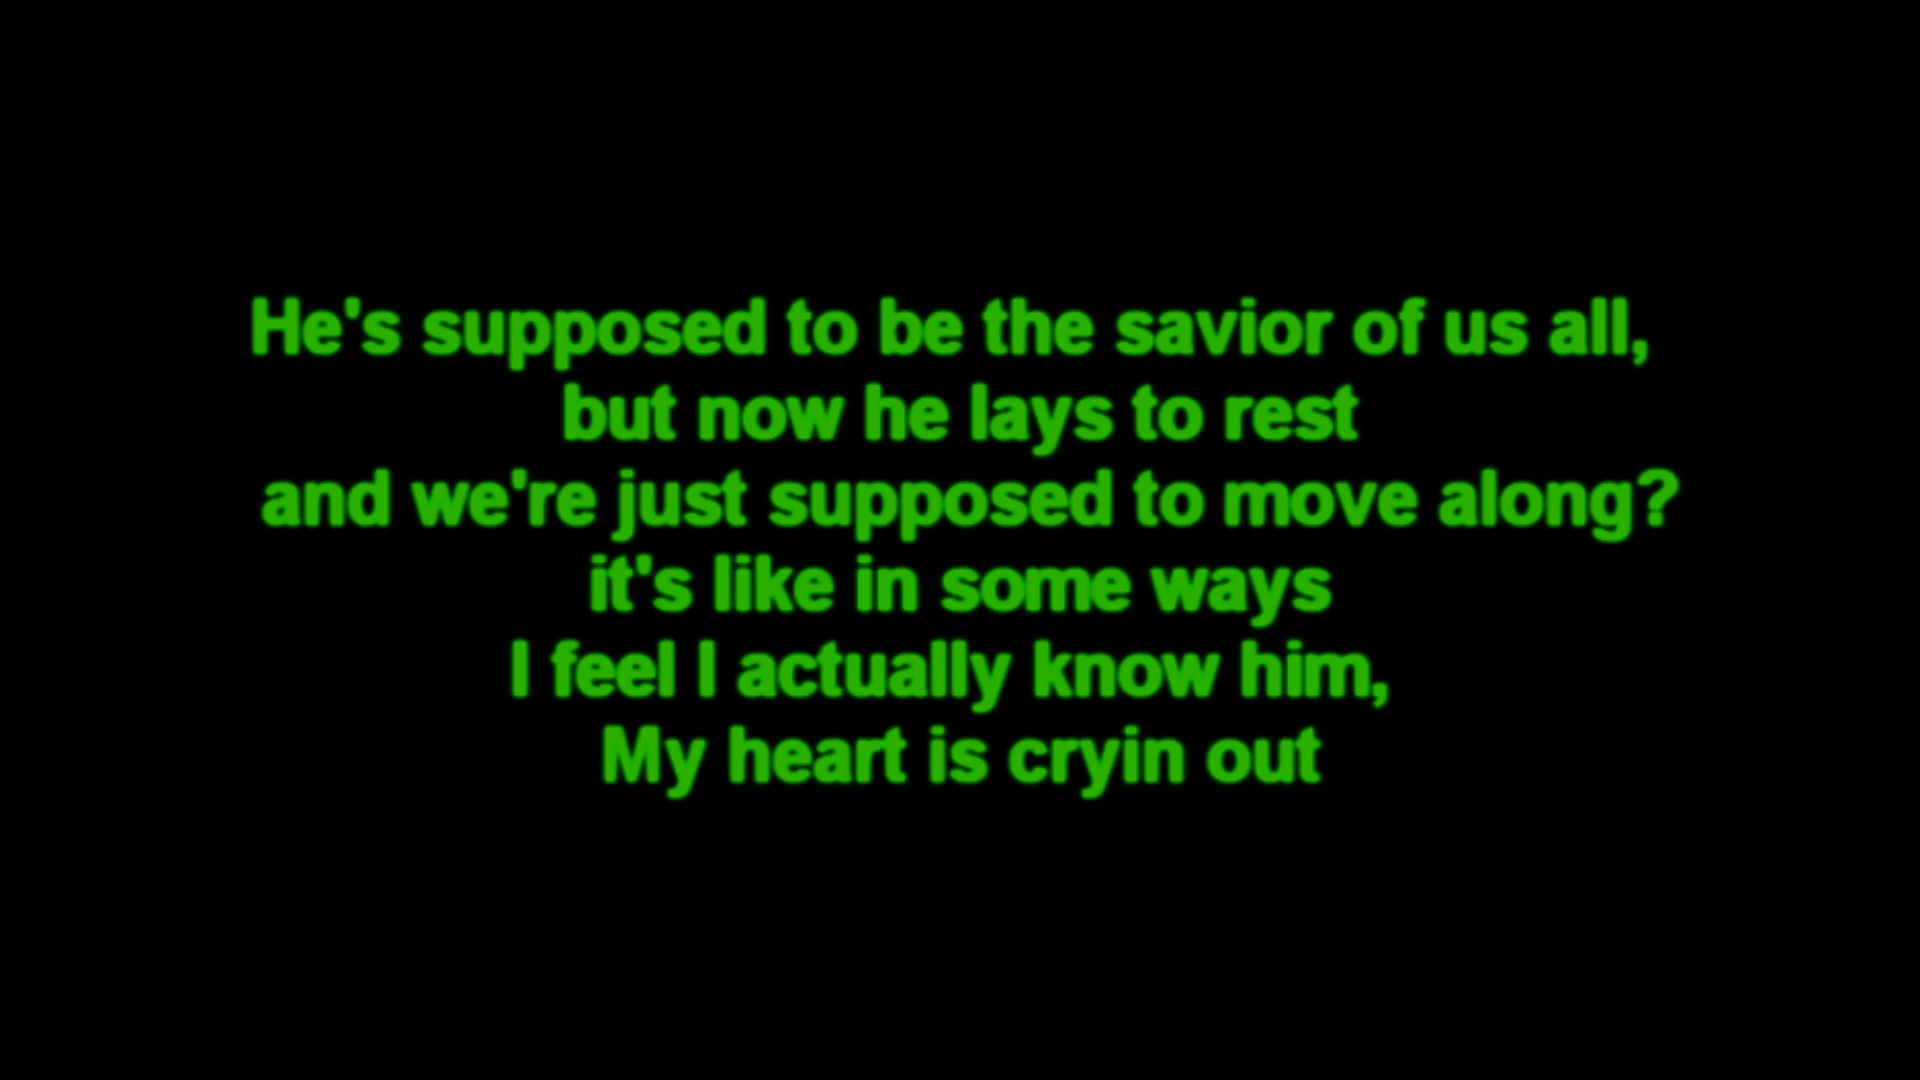 He's supposed to be the savior of us all,
but now he lays to rest
and we're just supposed to move along?
it's like in some ways
I feel I actually know him,
My heart is cryin out